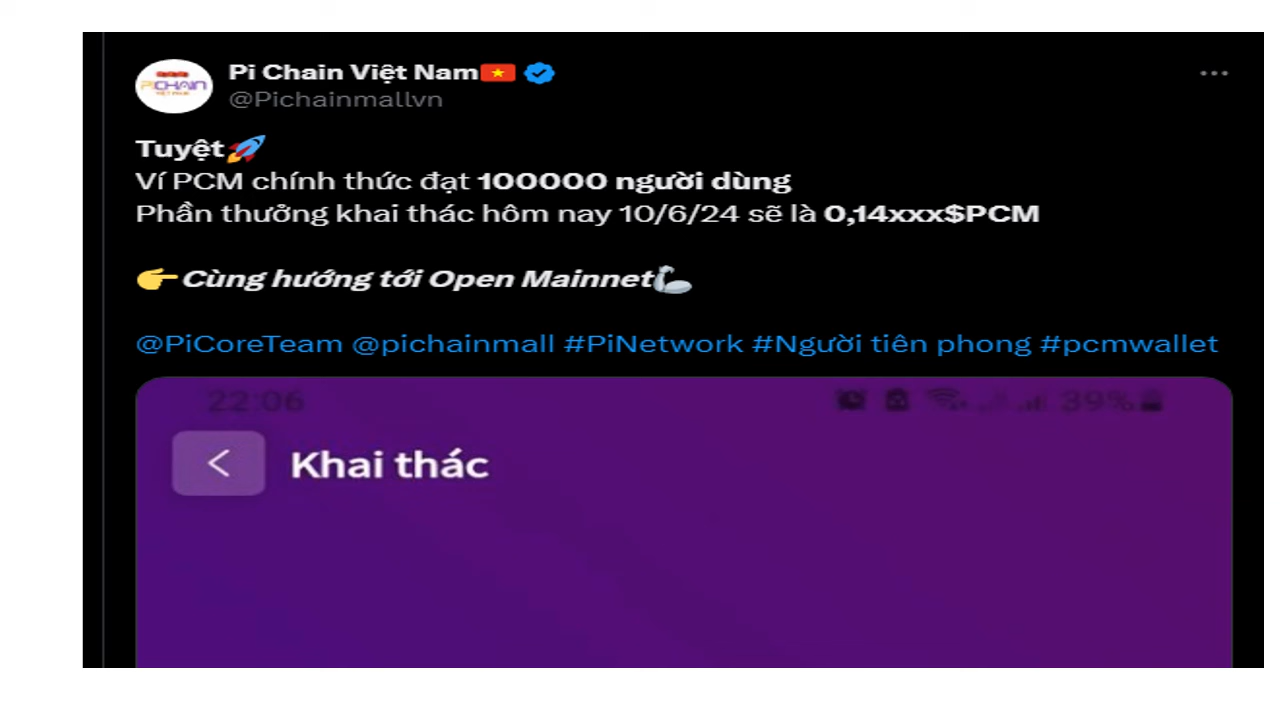 Pi Chain Việt Nam🇻🇳
@Pichainmallvn
PICHAIN
Tuyệt🚀
Ví PCM chính thức đạt 100000 người dùng
Phần thưởng khai thác hôm nay 10/6/24 sẽ là 0,14xxx$PCM
👉Cùng hướng tới Open Mainnet🦾
@PiCoreTeam @pichainmall #PiNetwork #Người tiên phong #pcmwallet
22:06 39%
Khai thác